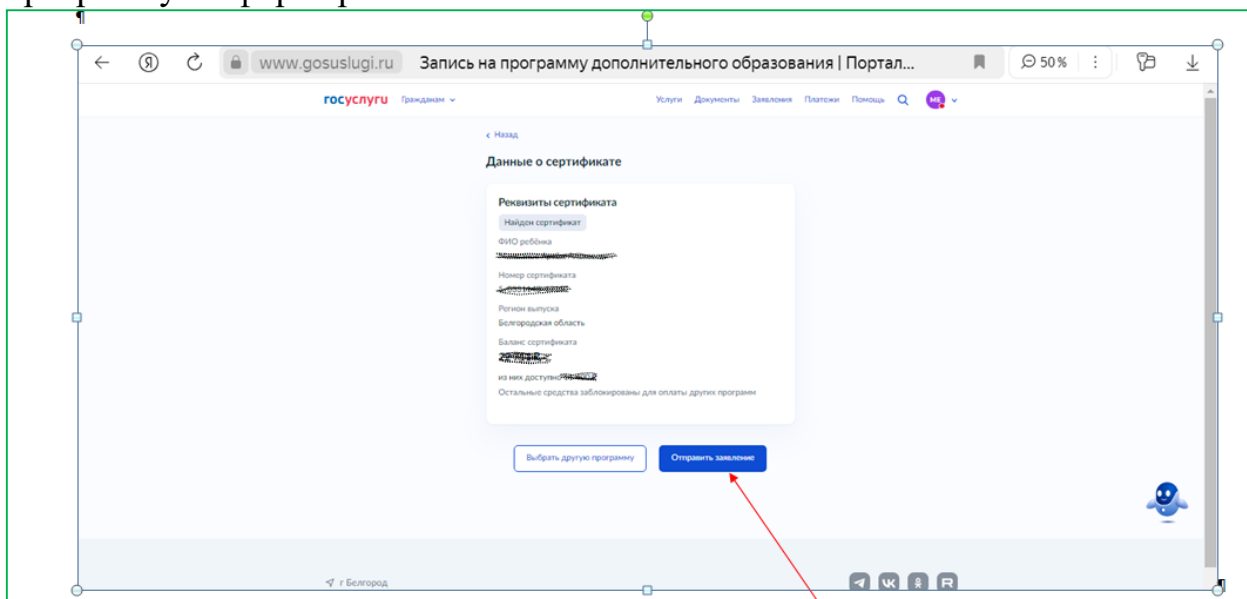 www.gosuslugi.ru Запись на программу дополнительного образования | Портал... 50 %
госуслуги Гражданам Услуги Документы Заявления Платежи Помощь МЕ
Назад
Данные о сертификате
Реквизиты сертификата
Найден сертификат
ФИО ребёнка
Номер сертификата
Регион выпуска
Белгородская область
Баланс сертификата
из них доступно
Остальные средства заблокированы для оплаты других программ
Выбрать другую программу Отправить заявление
г Белгород